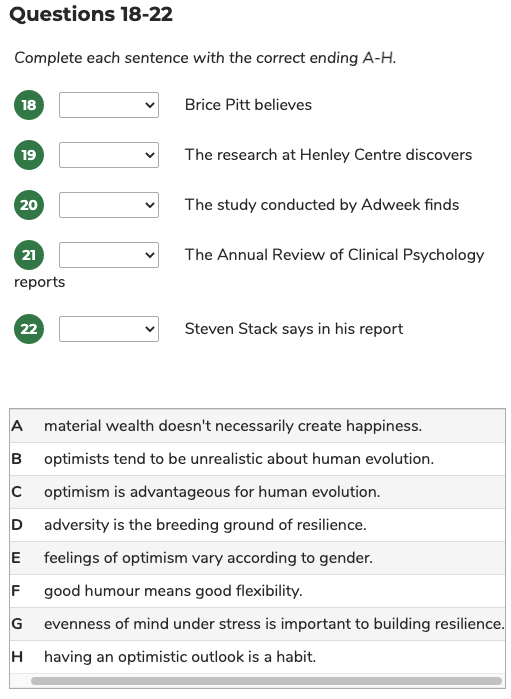 Questions 18-22
Complete each sentence with the correct ending A-H.
18 Brice Pitt believes
19 The research at Henley Centre discovers
20 The study conducted by Adweek finds
21 The Annual Review of Clinical Psychology
reports
22 Steven Stack says in his report
A material wealth doesn't necessarily create happiness.
B optimists tend to be unrealistic about human evolution.
C optimism is advantageous for human evolution.
D adversity is the breeding ground of resilience.
E feelings of optimism vary according to gender.
F good humour means good flexibility.
G evenness of mind under stress is important to building resilience.
H having an optimistic outlook is a habit.